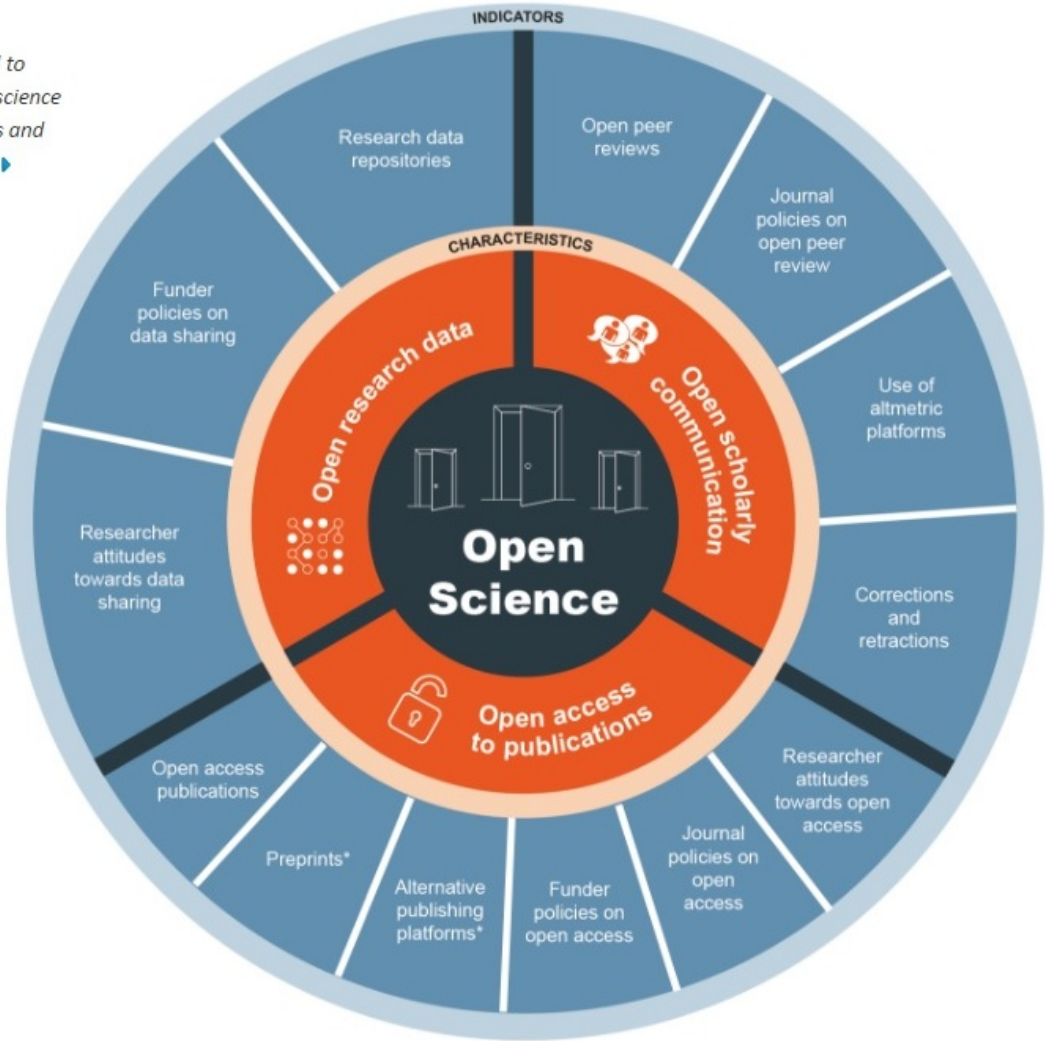 to
science
s and
INDICATORS
Research data
repositories
Open peer
reviews
Journal
policies on
open peer
review
Funder
policies on
data sharing
Use of
altmetric
platforms
Researcher
attitudes
towards data
sharing
Corrections
and
retractions
CHARACTERISTICS
Open research data
Open scholarly
communication
Open
Science
Open access
to publications
Open access
publications
Preprints*
Alternative
publishing
platforms*
Funder
policies on
open access
Journal
policies on
open
access
Researcher
attitudes
towards open
access